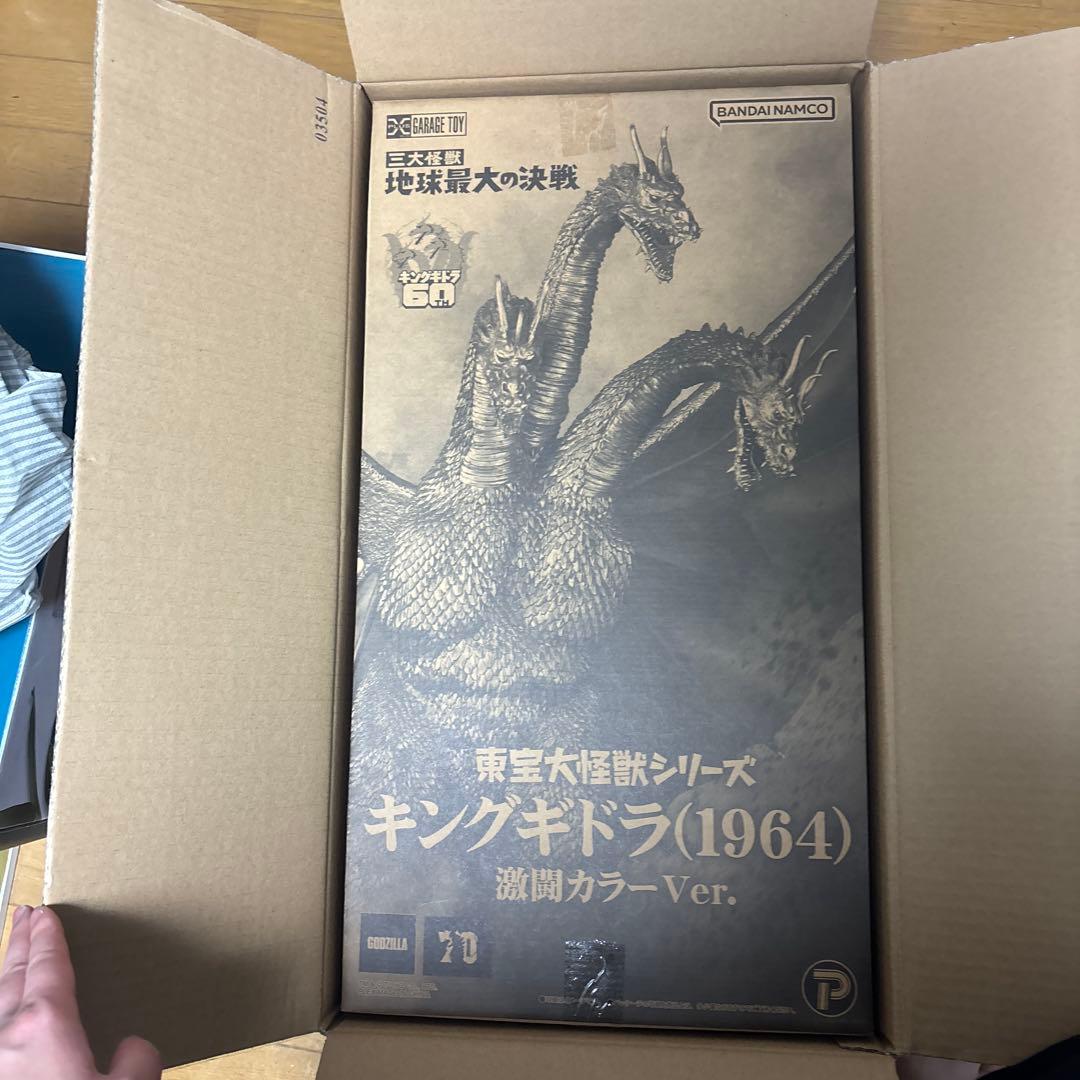 03504
EX GARAGE TOY
BANDAI NAMCO
三大怪獣
地球最大の決戦
キングギドラ
60TH
東宝大怪獣シリーズ
キングギドラ(1964)
激闘カラーVer.
GODZILLA
70
P